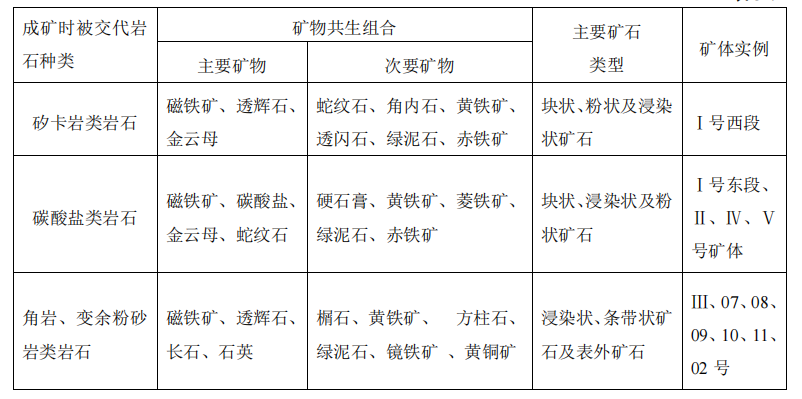 成矿时被交代岩石种类
矿物共生组合
主要矿石类型
矿体实例
主要矿物
次要矿物
矽卡岩类岩石
磁铁矿、透辉石、
金云母
蛇纹石、角内石、黄铁矿、
透闪石、绿泥石、赤铁矿
块状、粉状及浸染
状矿石
Ⅰ号西段
碳酸盐类岩石
磁铁矿、碳酸盐、
金云母、蛇纹石
硬石膏、黄铁矿、菱铁矿、
绿泥石、赤铁矿
块状、浸染状及粉
状矿石
Ⅰ号东段、
Ⅱ、Ⅳ、Ⅴ
号矿体
角岩、变余粉砂
岩类岩石
磁铁矿、透辉石、
长石、石英
榍石、黄铁矿、 方柱石、
绿泥石、镜铁矿 、黄铜矿
浸染状、条带状矿
石及表外矿石
Ⅲ、07、08、
09、10、11、
02 号